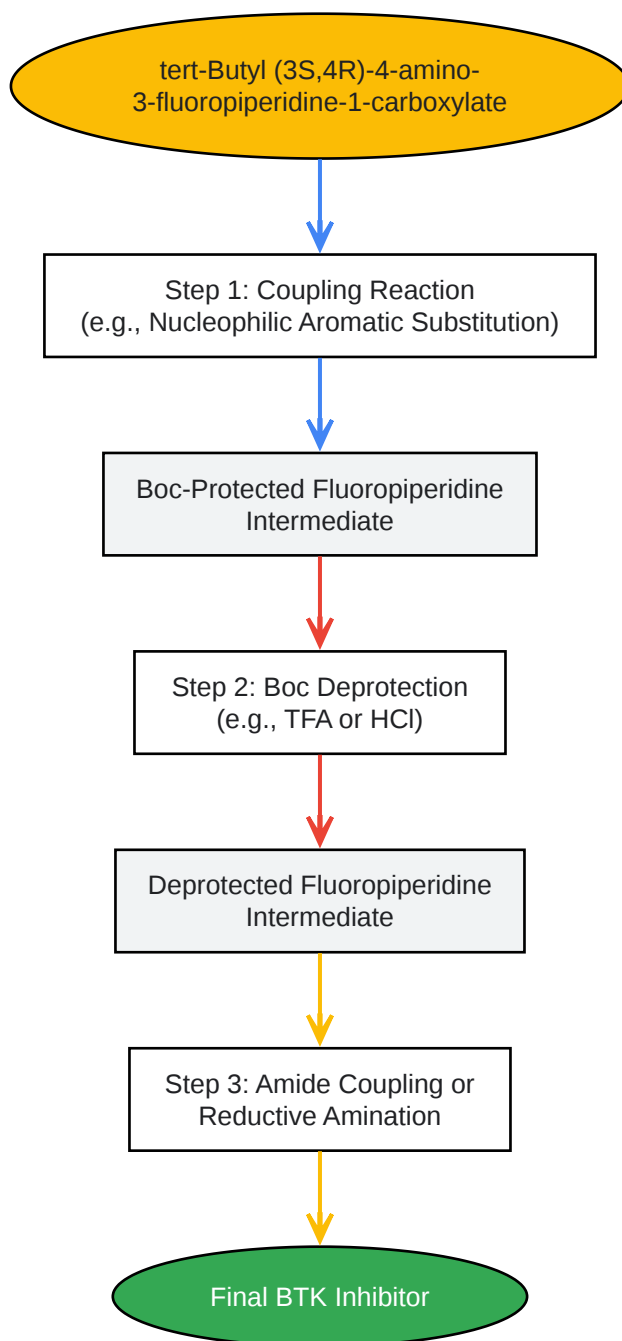 tert-Butyl (3S,4R)-4-amino-
3-fluoropiperidine-1-carboxylate
Step 1: Coupling Reaction
(e.g., Nucleophilic Aromatic Substitution)
Boc-Protected Fluoropiperidine
Intermediate
Step 2: Boc Deprotection
(e.g., TFA or HCl)
Deprotected Fluoropiperidine
Intermediate
Step 3: Amide Coupling or
Reductive Amination
Final BTK Inhibitor